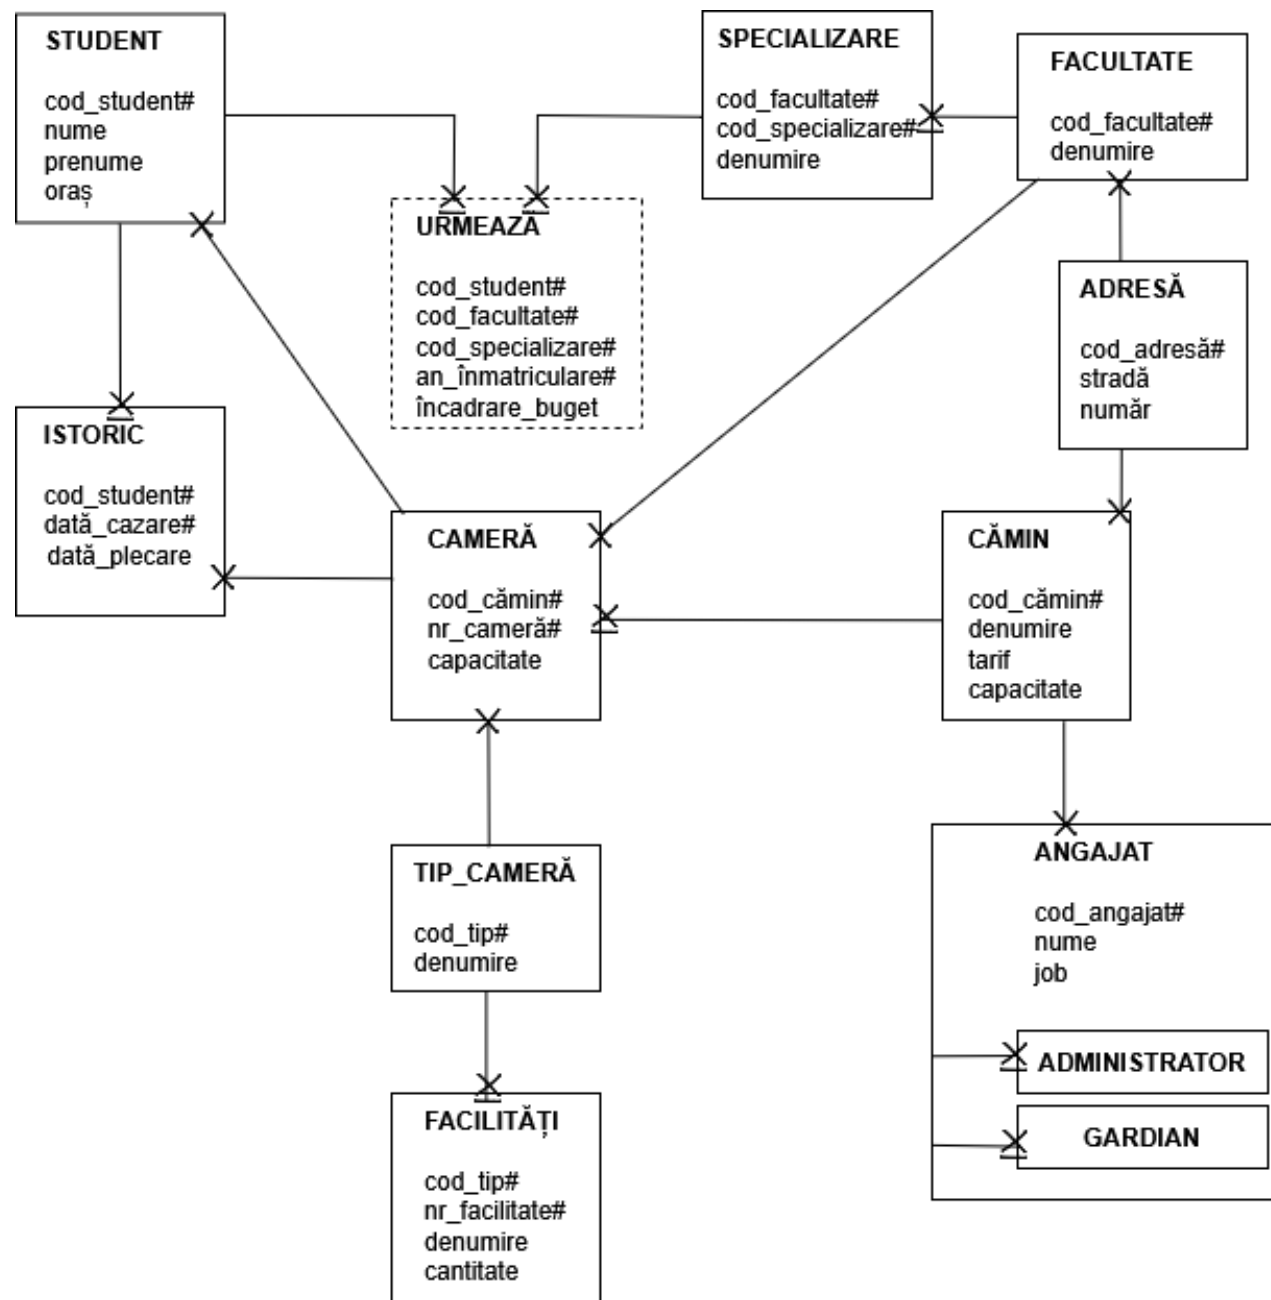 STUDENT
cod_student#
nume
prenume
oraș
SPECIALIZARE
cod_facultate#
cod_specializare#
denumire
FACULTATE
cod_facultate#
denumire
URMEAZĂ
cod_student#
cod_facultate#
cod_specializare#
an_înmatriculare#
încadrare_buget
ADRESĂ
cod_adresă#
stradă
număr
ISTORIC
cod_student#
dată_cazare#
dată_plecare
CAMERĂ
cod_cămin#
nr_cameră#
capacitate
CĂMIN
cod_cămin#
denumire
tarif
capacitate
TIP_CAMERĂ
cod_tip#
denumire
ANGAJAT
cod_angajat#
nume
job
ADMINISTRATOR
GARDIAN
FACILITĂȚI
cod_tip#
nr_facilitate#
denumire
cantitate